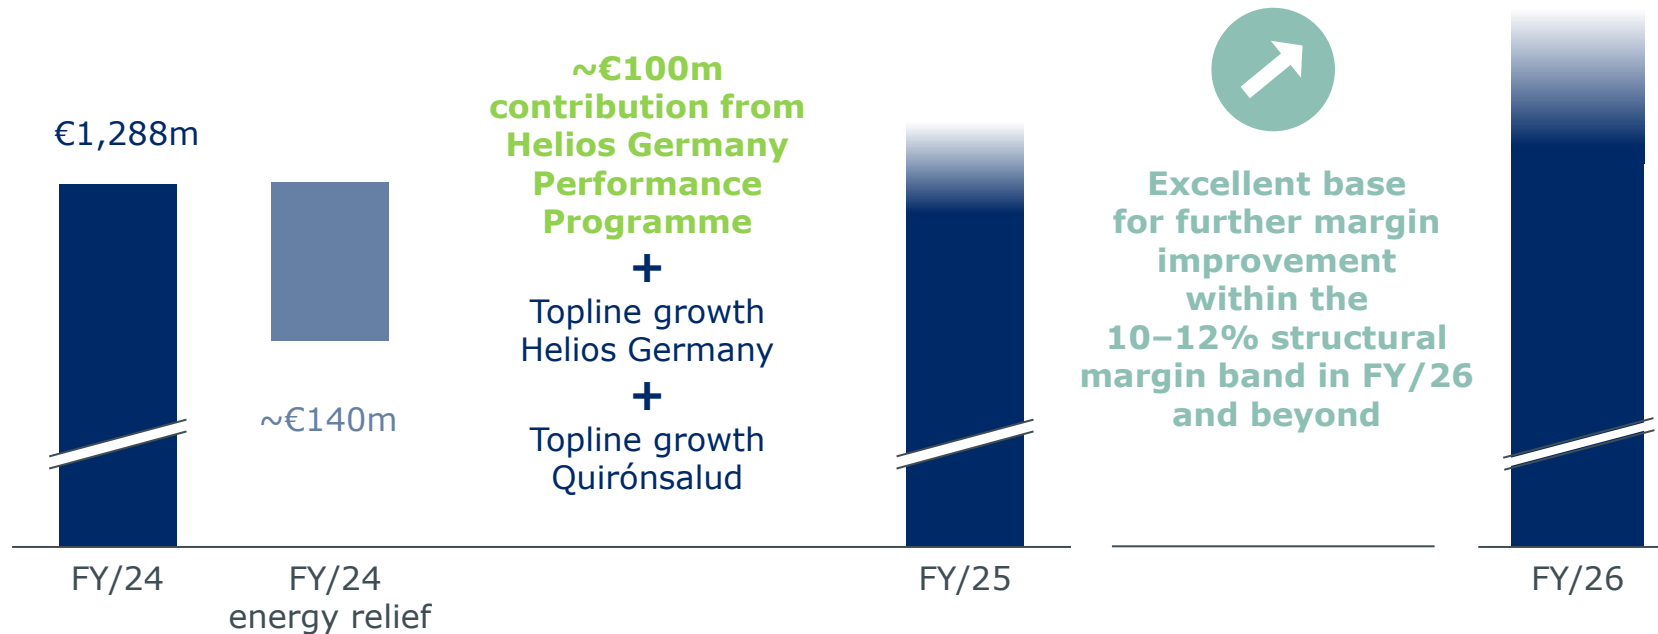 €1,288m
FY/24
~€140m
FY/24
energy relief
~€100m
contribution from
Helios Germany
Performance
Programme
+
Topline growth
Helios Germany
+
Topline growth
Quirónsalud
FY/25
Excellent base
for further margin
improvement
within the
10–12% structural
margin band in FY/26
and beyond
FY/26